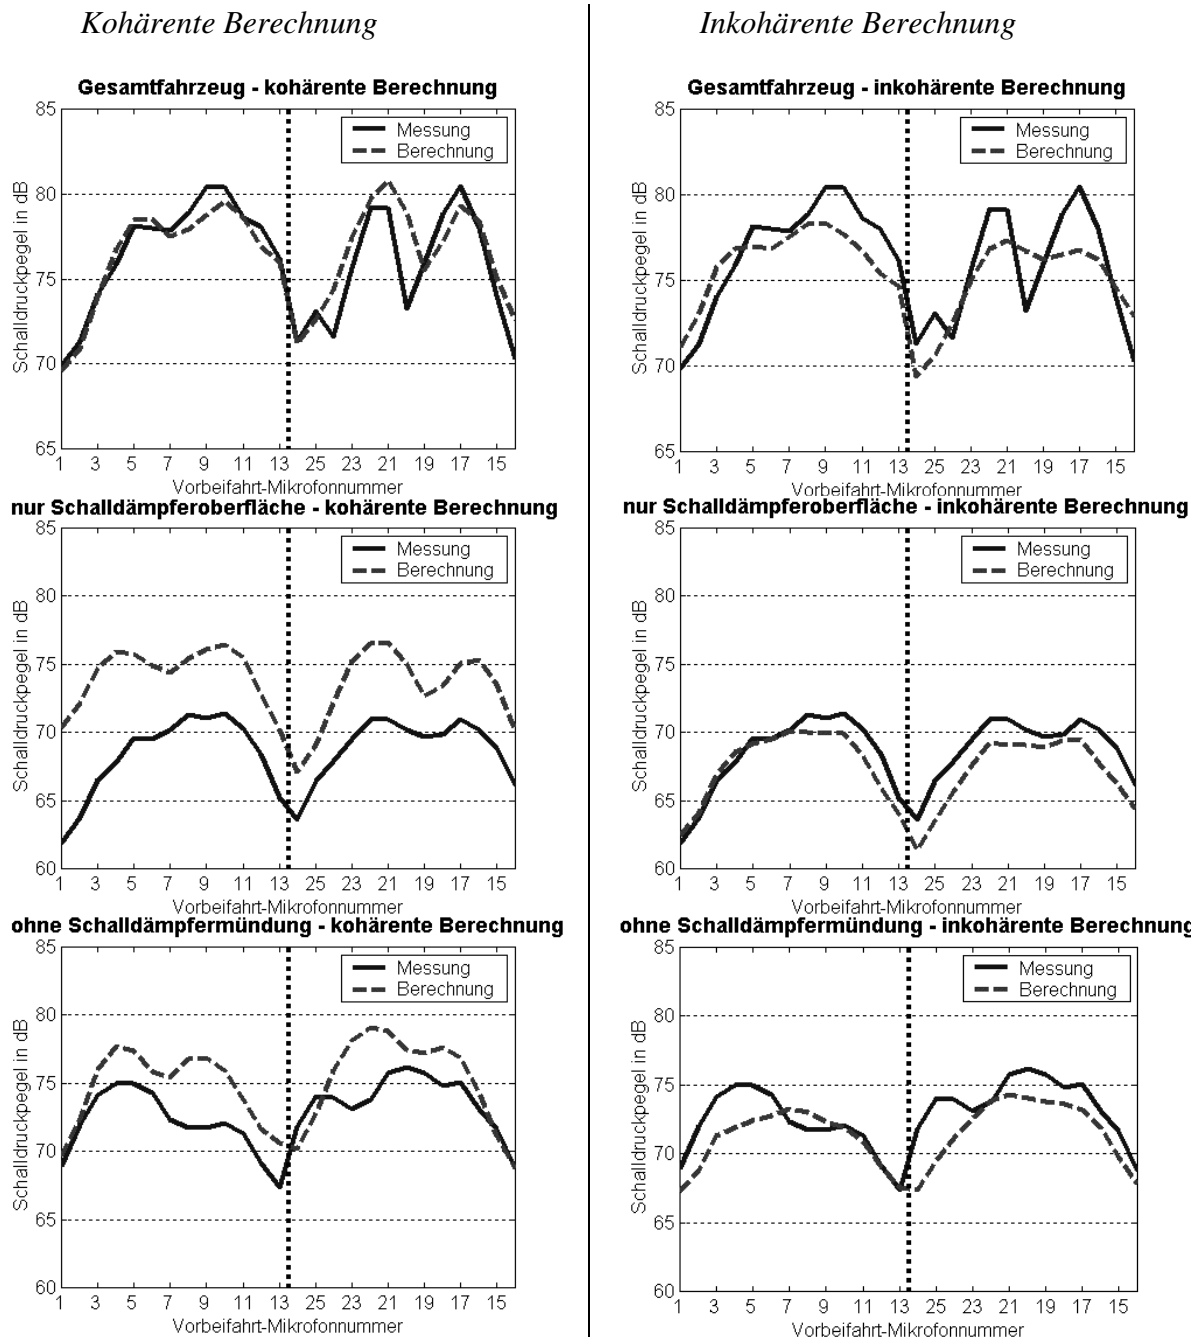 Kohärente Berechnung
Inkohärente Berechnung
Gesamtfahrzeug - kohärente Berechnung
85
80
75
70
65
Schalldruckpegel in dB
Messung
Berechnung
1 3 5 7 9 11 13 25 23 21 19 17 15
Vorbeifahrt-Mikrofonnummer
Gesamtfahrzeug - inkohärente Berechnung
85
80
75
70
65
Schalldruckpegel in dB
Messung
Berechnung
1 3 5 7 9 11 13 25 23 21 19 17 15
Vorbeifahrt-Mikrofonnummer
nur Schalldämpferoberfläche - kohärente Berechnung
85
80
75
70
65
60
Schalldruckpegel in dB
Messung
Berechnung
1 3 5 7 9 11 13 25 23 21 19 17 15
Vorbeifahrt-Mikrofonnummer
nur Schalldämpferoberfläche - inkohärente Berechnung
85
80
75
70
65
60
Schalldruckpegel in dB
Messung
Berechnung
1 3 5 7 9 11 13 25 23 21 19 17 15
Vorbeifahrt-Mikrofonnummer
ohne Schalldämpfermündung - kohärente Berechnung
85
80
75
70
65
60
Schalldruckpegel in dB
Messung
Berechnung
1 3 5 7 9 11 13 25 23 21 19 17 15
Vorbeifahrt-Mikrofonnummer
ohne Schalldämpfermündung - inkohärente Berechnung
85
80
75
70
65
60
Schalldruckpegel in dB
Messung
Berechnung
1 3 5 7 9 11 13 25 23 21 19 17 15
Vorbeifahrt-Mikrofonnummer